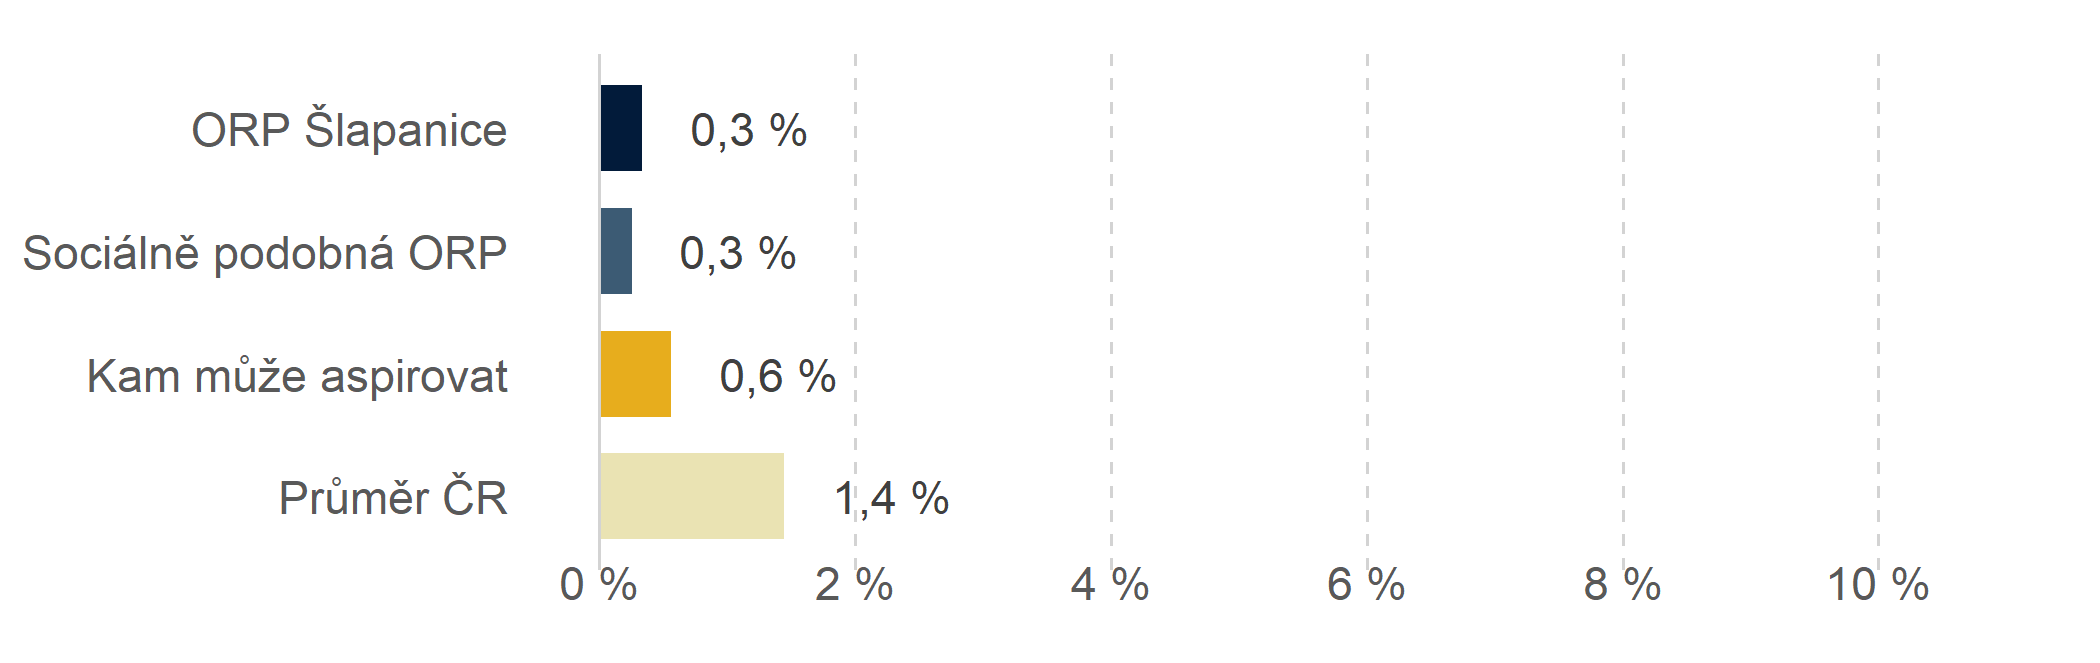 ORP Šlapanice 0,3 %
Sociálně podobná ORP 0,3 %
Kam může aspirovat 0,6 %
Průměr ČR 1,4 %
0 % 2 % 4 % 6 % 8 % 10 %